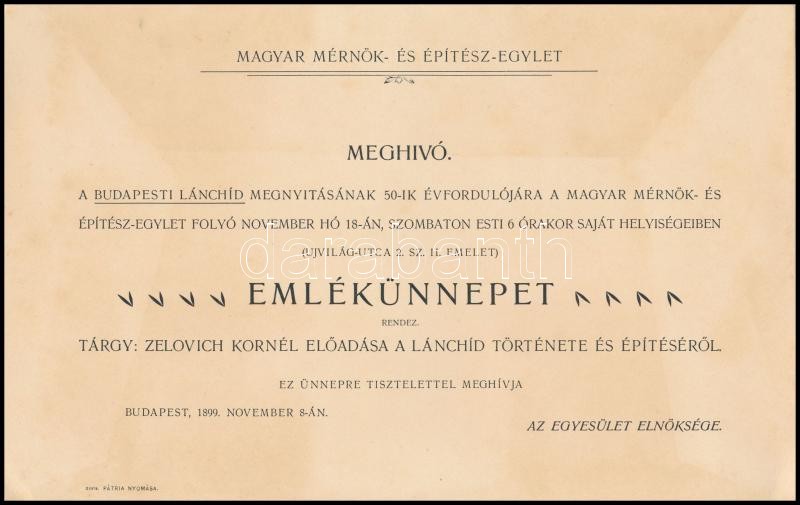 MAGYAR MÉRNÖK- ÉS ÉPÍTÉSZ-EGYLET
MEGHIVÓ.
A BUDAPESTI LÁNCHÍD MEGNYITÁSÁNAK 50-IK ÉVFORDULÓJÁRA A MAGYAR MÉRNÖK- ÉS
ÉPÍTÉSZ-EGYLET FOLYÓ NOVEMBER HÓ 18-ÁN, SZOMBATON ESTI 6 ÓRAKOR SAJÁT HELYISÉGEIBEN
(UJVILÁG-UTCA 2. SZ. II. EMELET)
darabanth
EMLÉKÜNNEPET
RENDEZ.
TÁRGY: ZELOVICH KORNÉL ELŐADÁSA A LÁNCHÍD TÖRTÉNETE ÉS ÉPÍTÉSÉRŐL.
EZ ÜNNEPRE TISZTELETTEL MEGHÍVJA
BUDAPEST, 1899. NOVEMBER 8-ÁN.
AZ EGYESÜLET ELNÖKSÉGE.
PÁTRIA NYOMÁSA.